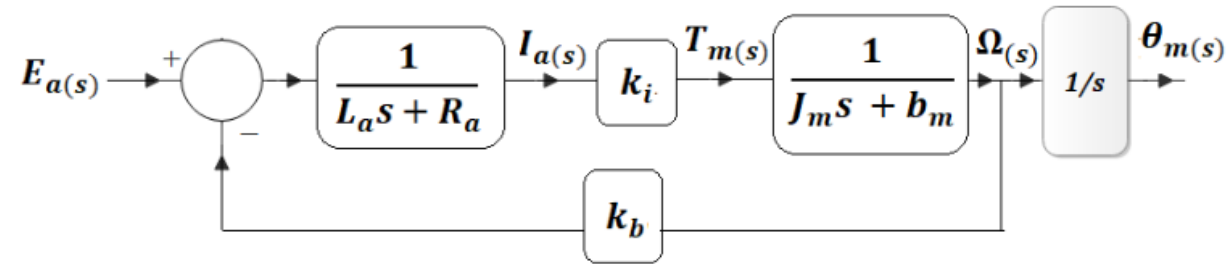 E_a(s)
+
−
1
L_a s + R_a
I_a(s)
k_i
T_m(s)
1
J_m s + b_m
Ω(s)
1/s
θ_m(s)
k_b